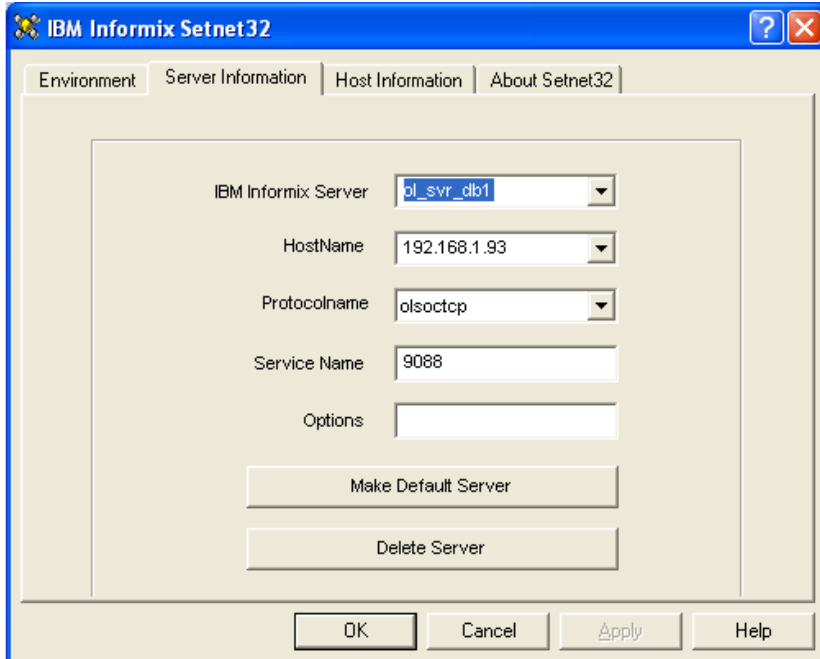 IBM Informix Setnet32
Environment Server Information Host Information About Setnet32
IBM Informix Server ol_svr_db1
HostName 192.168.1.93
Protocolname olsoctcp
Service Name 9088
Options
Make Default Server
Delete Server
OK Cancel Apply Help